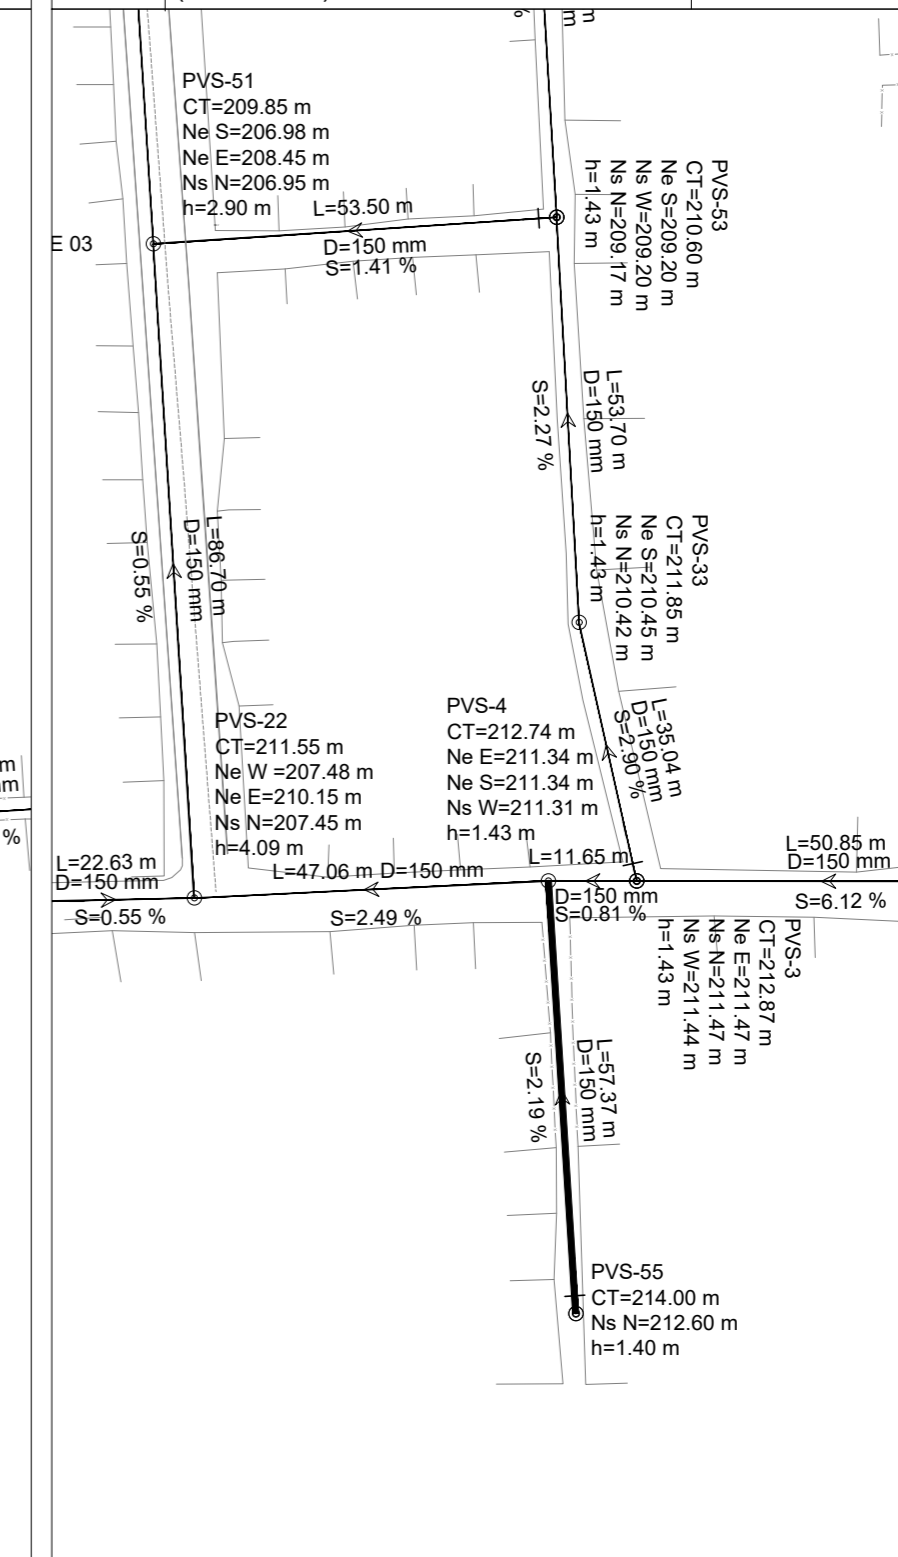 PVS-51
CT=209.85 m
Ne S=206.98 m
Ne E=208.45 m
Ns N=206.95 m
h=2.90 m
L=53.50 m
D=150 mm
S=1.41 %
E 03
PVS-53
CT=210.60 m
Ne S=209.20 m
Ns W=209.20 m
Ns N=209.17 m
h=1.43 m
L=53.70 m
D=150 mm
S=2.27 %
PVS-33
CT=211.85 m
Ne S=210.45 m
Ns N=210.42 m
h=1.43 m
L=86.70 m
D=150 mm
S=0.55 %
L=35.04 m
D=150 mm
S=2.90 %
PVS-22
CT=211.55 m
Ne W =207.48 m
Ne E=210.15 m
Ns N=207.45 m
h=4.09 m
PVS-4
CT=212.74 m
Ne E=211.34 m
Ne S=211.34 m
Ns W=211.31 m
h=1.43 m
m
%
L=22.63 m
D=150 mm
S=0.55 %
L=47.06 m D=150 mm
S=2.49 %
L=11.65 m
D=150 mm
S=0.81 %
L=50.85 m
D=150 mm
S=6.12 %
PVS-3
CT=212.87 m
Ne E=211.47 m
Ns N=211.47 m
Ns W=211.44 m
h=1.43 m
L=57.37 m
D=150 mm
S=2.19 %
PVS-55
CT=214.00 m
Ns N=212.60 m
h=1.40 m